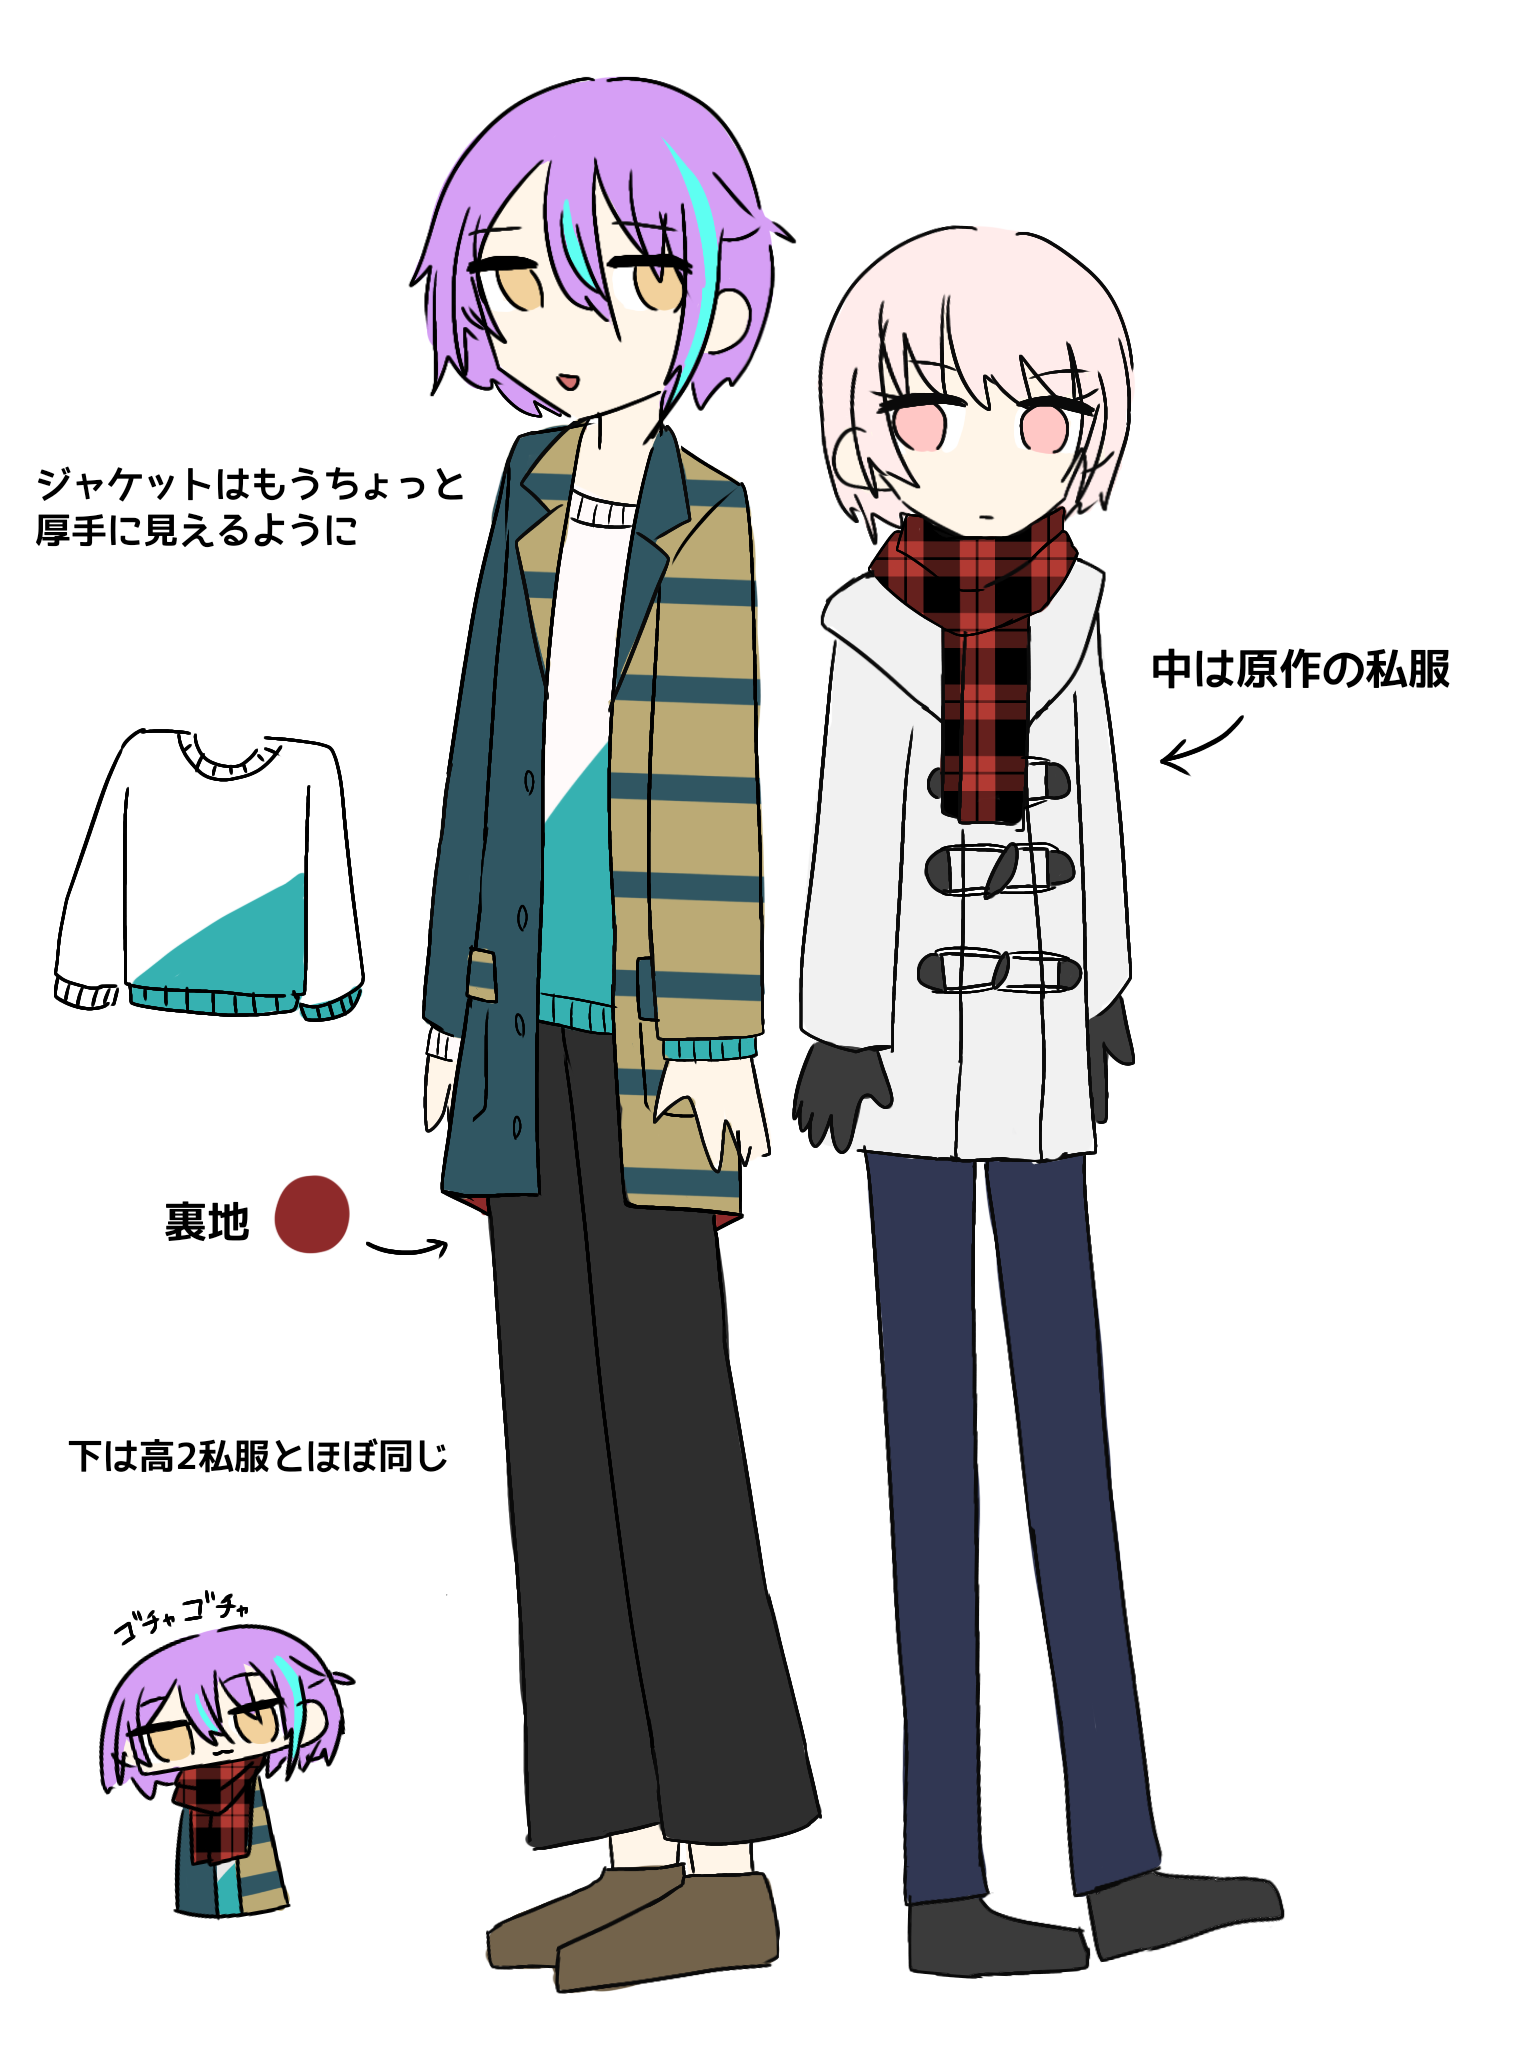 ジャケットはもうちょっと
厚手に見えるように
中は原作の私服
裏地
下は高2私服とほぼ同じ
ゴチャゴチャ